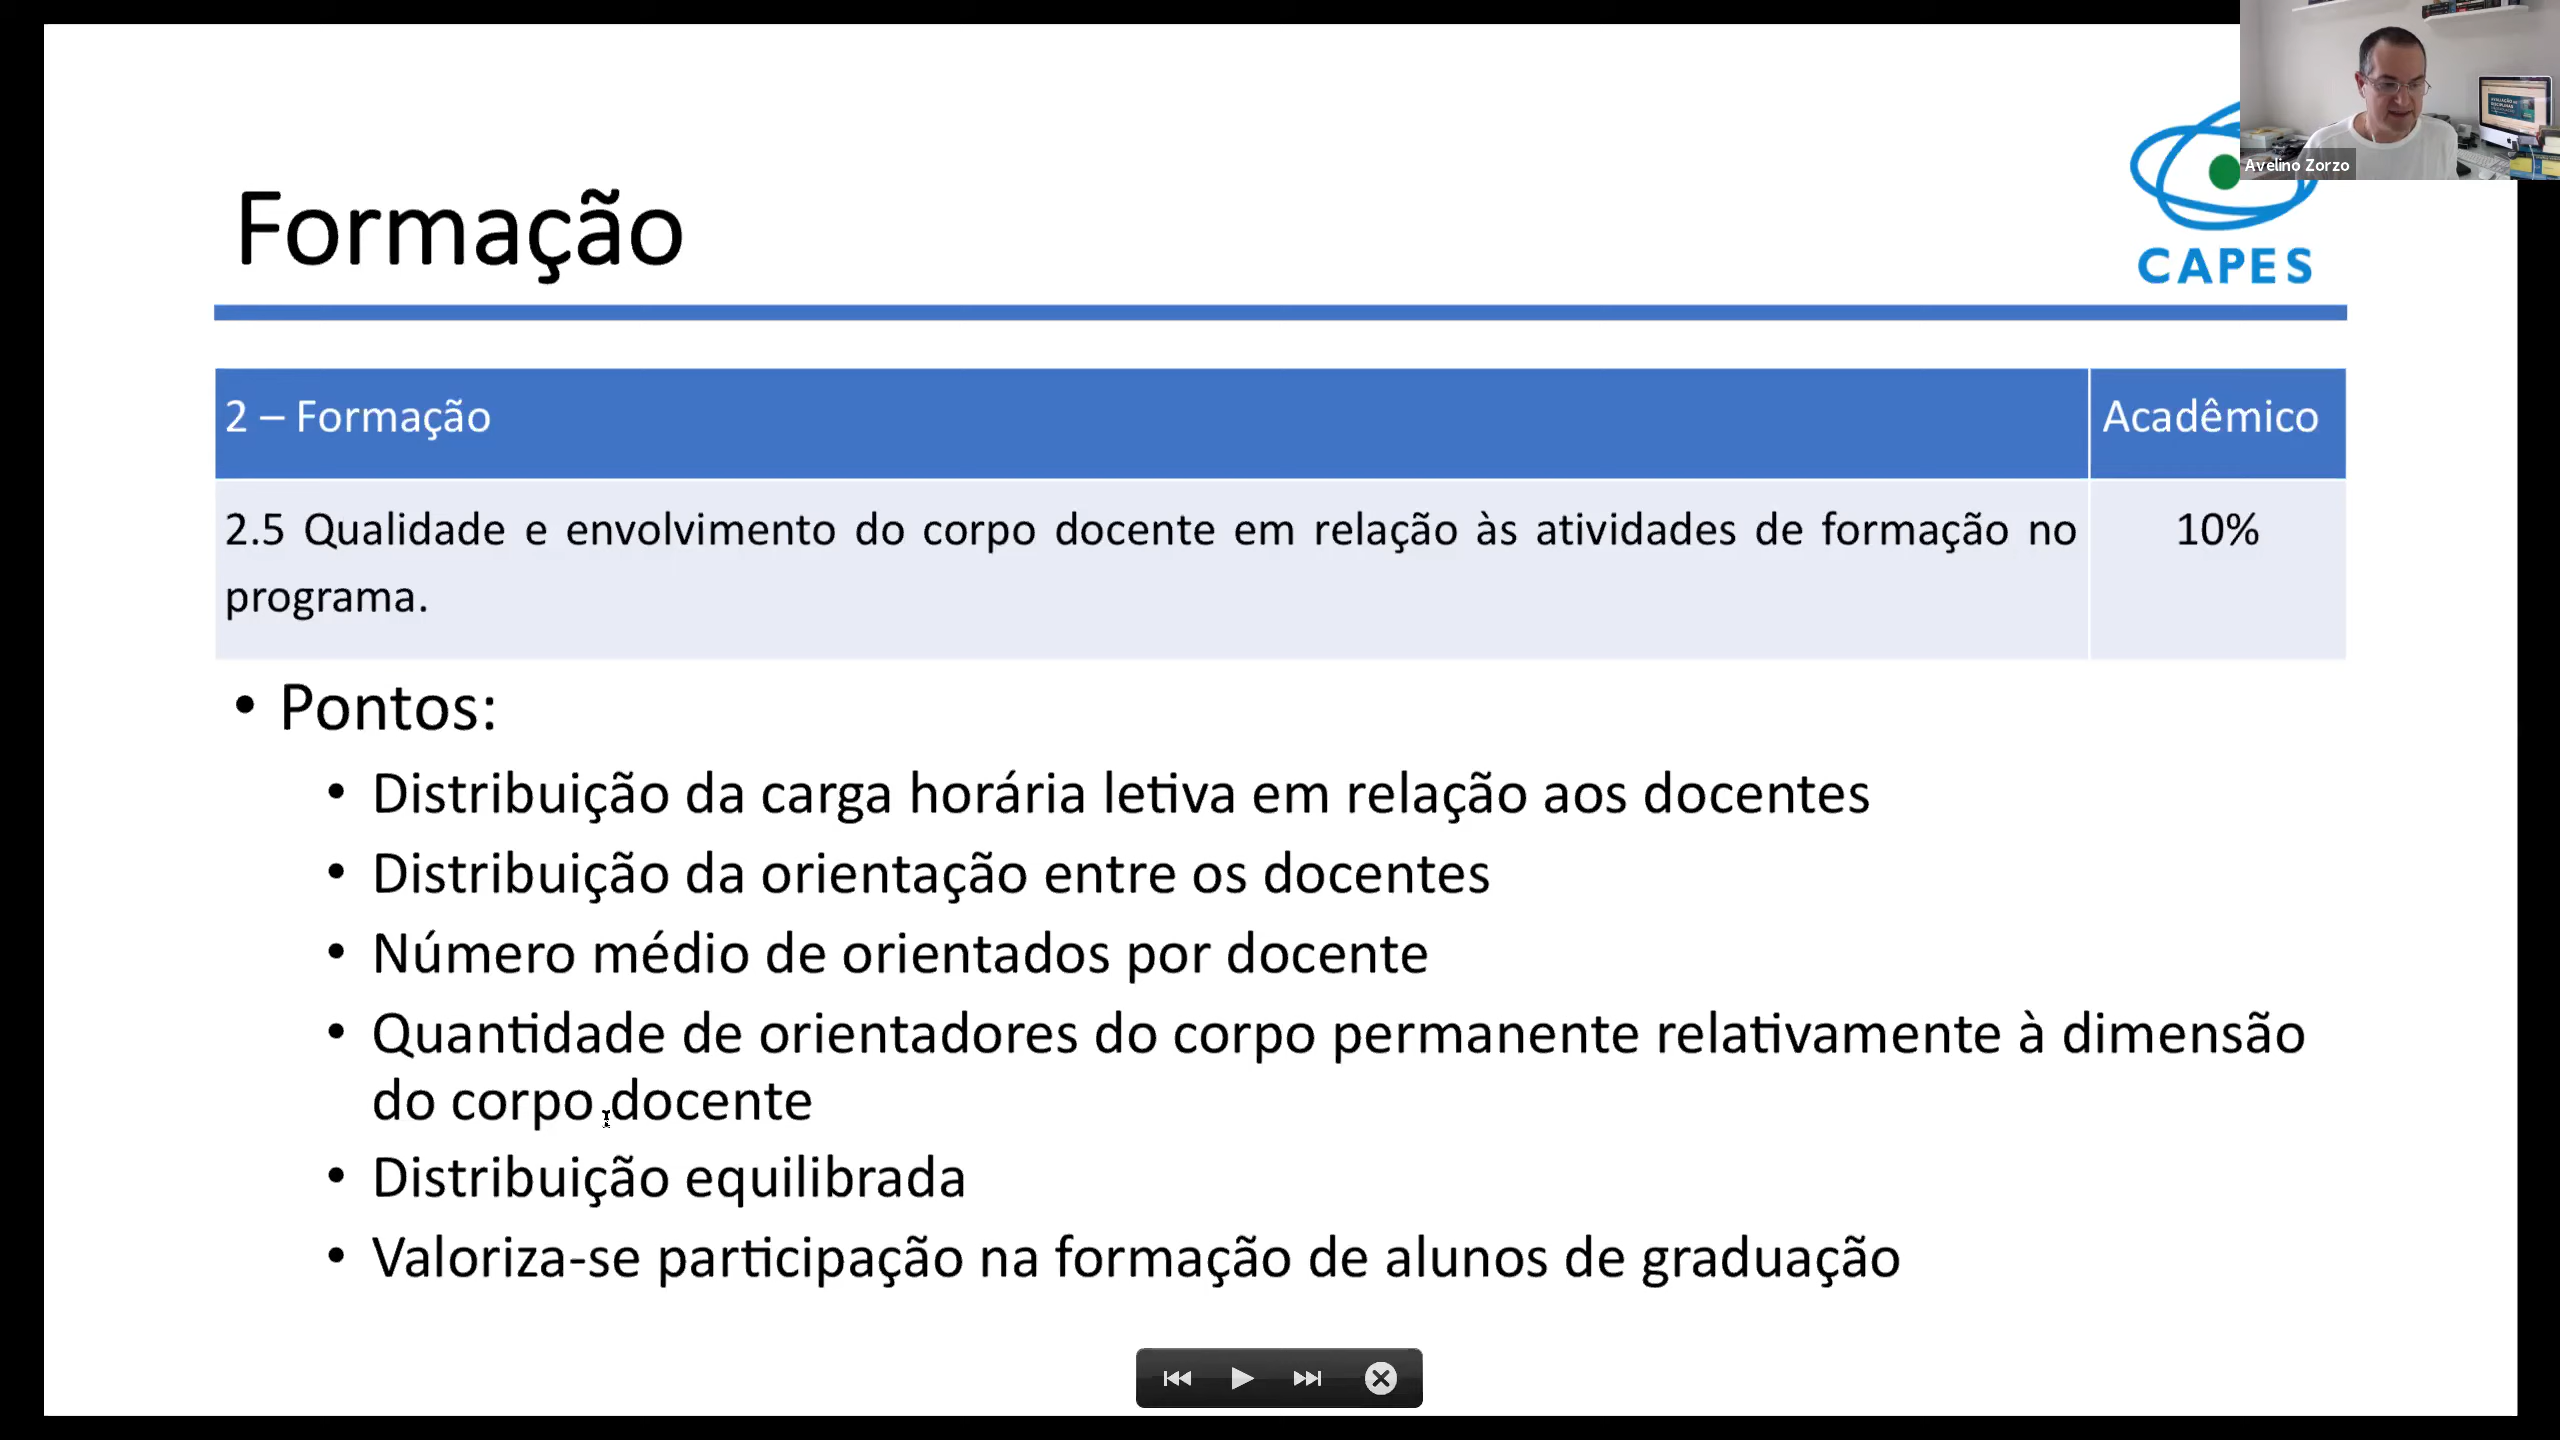 Formação
CAPES
Avelino Zorzo
2 – Formação
Acadêmico
2.5 Qualidade e envolvimento do corpo docente em relação às atividades de formação no
programa.
10%
• Pontos:
• Distribuição da carga horária letiva em relação aos docentes
• Distribuição da orientação entre os docentes
• Número médio de orientados por docente
• Quantidade de orientadores do corpo permanente relativamente à dimensão
do corpo docente
• Distribuição equilibrada
• Valoriza-se participação na formação de alunos de graduação